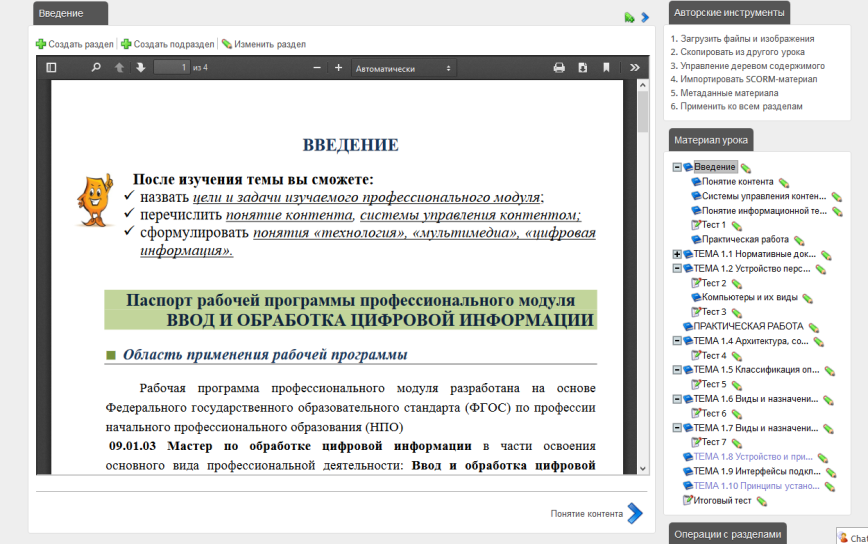 Введение
Создать раздел Создать подраздел Изменить раздел
1 из 4 Автоматически
ВВЕДЕНИЕ
После изучения темы вы сможете:
назвать цели и задачи изучаемого профессионального модуля;
перечислить понятие контента, системы управления контентом;
сформулировать понятия «технология», «мультимедиа», «цифровая
информация».
Паспорт рабочей программы профессионального модуля
ВВОД И ОБРАБОТКА ЦИФРОВОЙ ИНФОРМАЦИИ
Область применения рабочей программы
Рабочая программа профессионального модуля разработана на основе
Федерального государственного образовательного стандарта (ФГОС) по профессии
начального профессионального образования (НПО)
09.01.03 Мастер по обработке цифровой информации в части освоения
основного вида профессиональной деятельности: Ввод и обработка цифровой
Понятие контента
Авторские инструменты
1. Загрузить файлы и изображения
2. Скопировать из другого урока
3. Управление деревом содержимого
4. Импортировать SCORM-материал
5. Метаданные материала
6. Применить ко всем разделам
Материал урока
Введение
Понятие контента
Системы управления контен...
Понятие информационной те...
Тест 1
Практическая работа
ТЕМА 1.1 Нормативные док...
ТЕМА 1.2 Устройство перс...
Тест 2
Компьютеры и их виды
Тест 3
ПРАКТИЧЕСКАЯ РАБОТА
ТЕМА 1.4 Архитектура, со...
Тест 4
ТЕМА 1.5 Классификация оп...
Тест 5
ТЕМА 1.6 Виды и назначени...
Тест 6
ТЕМА 1.7 Виды и назначени...
Тест 7
ТЕМА 1.8 Устройство и при...
ТЕМА 1.9 Интерфейсы подкл...
ТЕМА 1.10 Принципы устано...
Итоговый тест
Операции с разделами
Chat